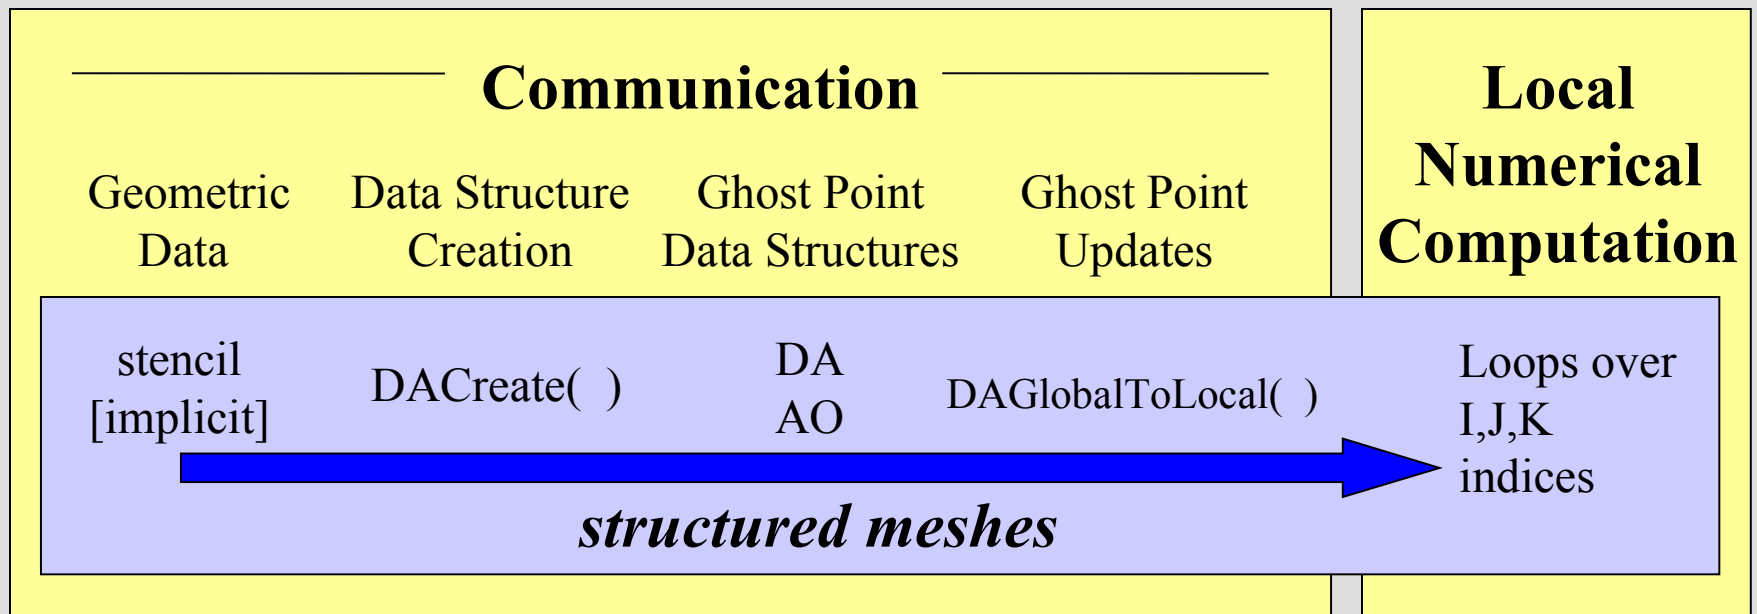 Communication
Geometric
Data
Data Structure
Creation
Ghost Point
Data Structures
Ghost Point
Updates
Local
Numerical
Computation
stencil
[implicit]
DACreate(  )
DA
AO
DAGlobalToLocal(  )
Loops over
I,J,K
indices
structured meshes